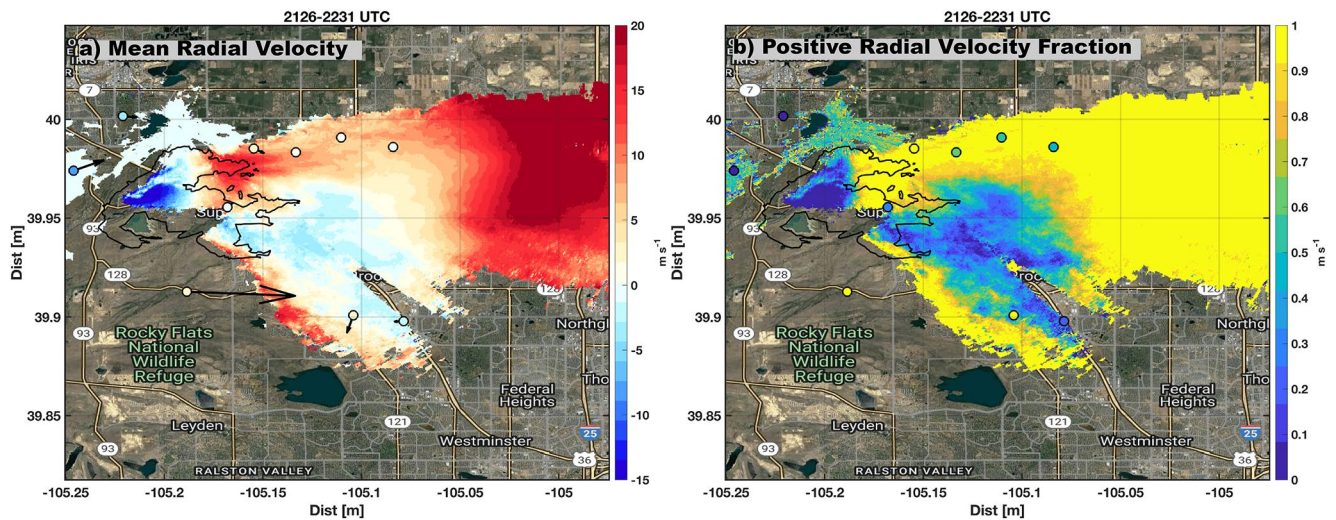 2126-2231 UTC
a) Mean Radial Velocity
7
93
Sup
128
93
Rocky Flats
National
Wildlife
Refuge
roo
128
Northgl
Tho
Federal
Heights
Leyden
121
93
25
Westminster
36
RALSTON VALLEY
40
39.95
39.9
39.85
Dist [m]
-105.25
-105.2
-105.15
-105.1
-105.05
-105
Dist [m]
20
15
10
5
0
-5
-10
-15
m s⁻¹
2126-2231 UTC
b) Positive Radial Velocity Fraction
7
93
Sup
128
93
Rocky Flats
National
Wildlife
Refuge
roo
128
Northgl
Tho
Federal
Heights
Leyden
121
93
25
Westminster
36
RALSTON VALLEY
40
39.95
39.9
39.85
Dist [m]
-105.25
-105.2
-105.15
-105.1
-105.05
-105
Dist [m]
1
0.9
0.8
0.7
0.6
0.5
0.4
0.3
0.2
0.1
0
m s⁻¹